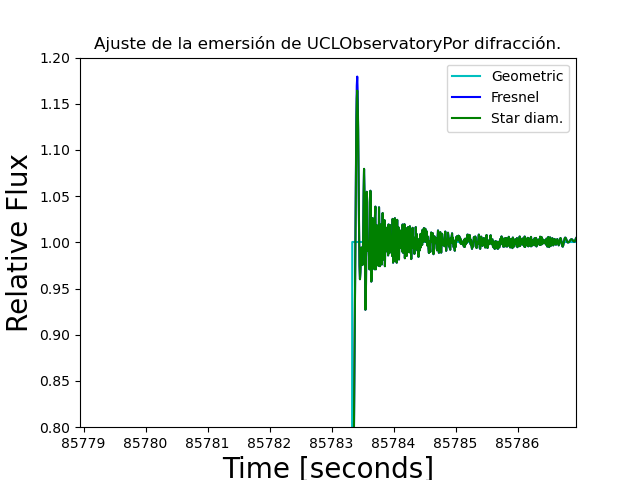 Ajuste de la emersión de UCLObservatoryPor difracción.
1.20
1.15
1.10
1.05
1.00
0.95
0.90
0.85
0.80
Relative Flux
Geometric
Fresnel
Star diam.
85779 85780 85781 85782 85783 85784 85785 85786
Time [seconds]